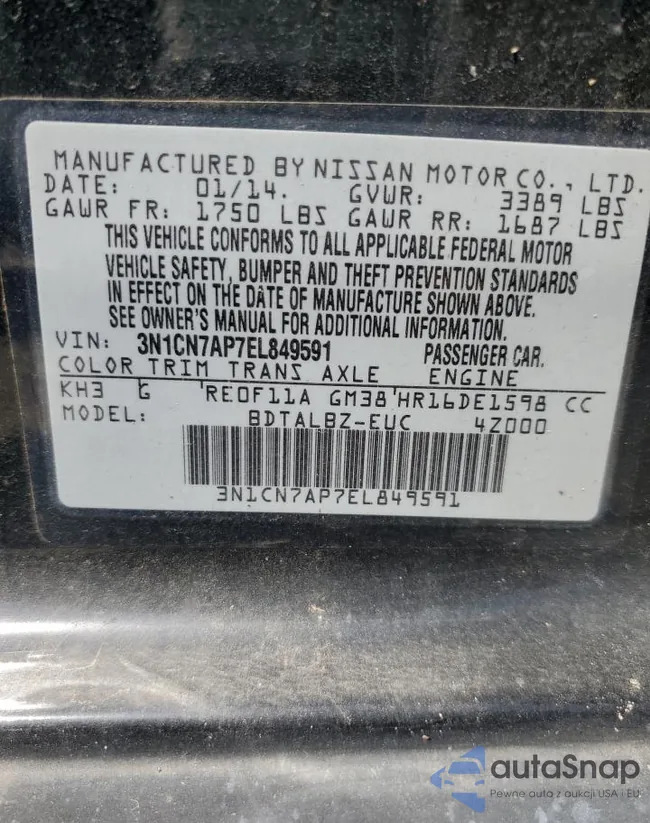 MANUFACTURED BY NISSAN MOTOR CO., LTD.
DATE: 01/14. GVWR: 3389 LBS
GAWR FR: 1750 LBS GAWR RR: 1687 LBS
THIS VEHICLE CONFORMS TO ALL APPLICABLE FEDERAL MOTOR
VEHICLE SAFETY, BUMPER AND THEFT PREVENTION STANDARDS
IN EFFECT ON THE DATE OF MANUFACTURE SHOWN ABOVE.
SEE OWNER'S MANUAL FOR ADDITIONAL INFORMATION.
VIN: 3N1CN7AP7EL849591 PASSENGER CAR.
COLOR TRIM TRANS AXLE ENGINE
KH3 G RE0F11A GM38 HR16DE1598 CC
MODEL: BDTALBZ-EUC 4Z000
3N1CN7AP7EL849591
autaSnap
Pewne auta z aukcji USA i EU